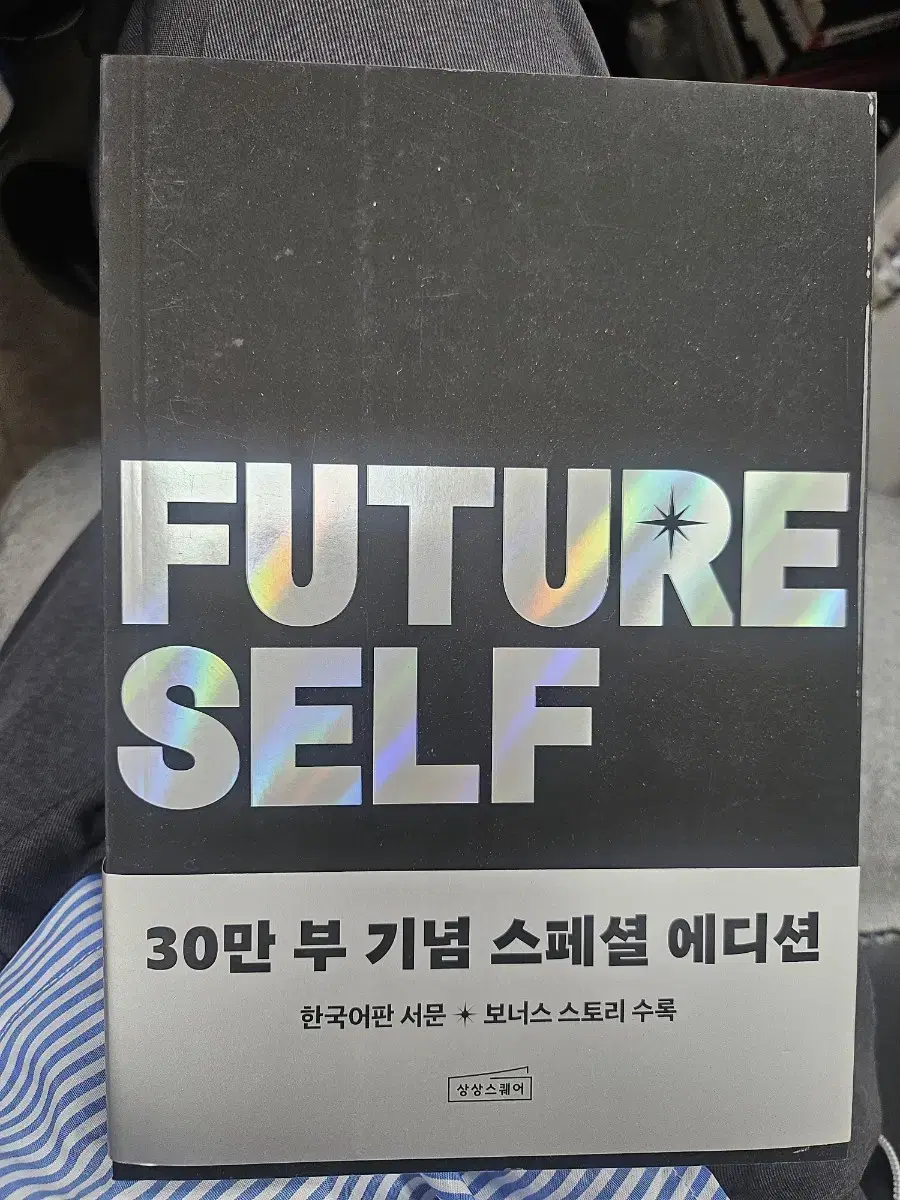 FUTURE
SELF
30만 부 기념 스페셜 에디션
한국어판 서문 ✴ 보너스 스토리 수록
상상스퀘어